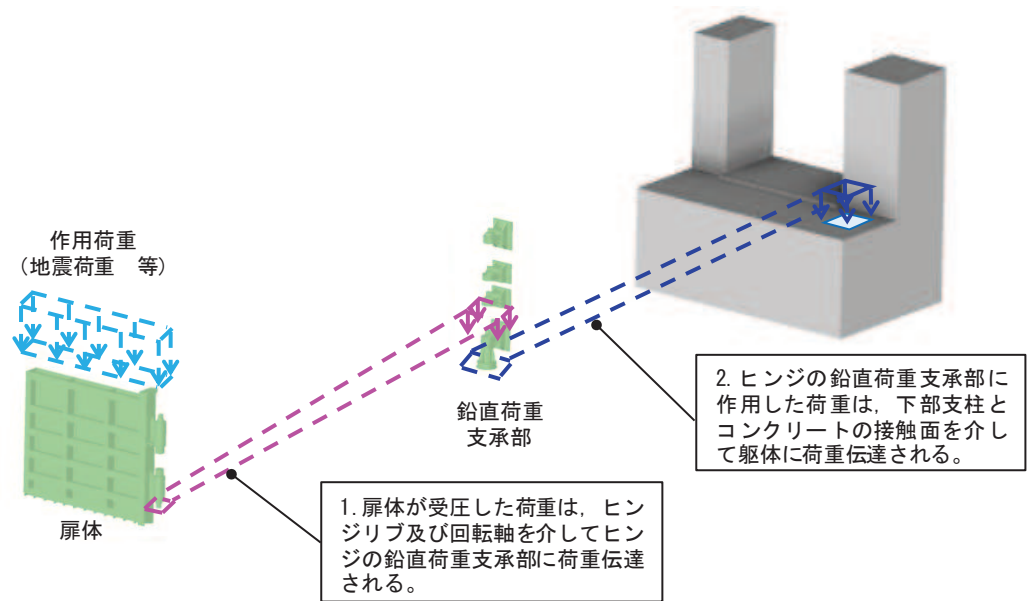 作用荷重
(地震荷重 等)
扉体
鉛直荷重
支承部
1. 扉体が受圧した荷重は，ヒン
ジリブ及び回転軸を介してヒン
ジの鉛直荷重支承部に荷重伝達
される。
2. ヒンジの鉛直荷重支承部に
作用した荷重は，下部支柱と
コンクリートの接触面を介し
て躯体に荷重伝達される。